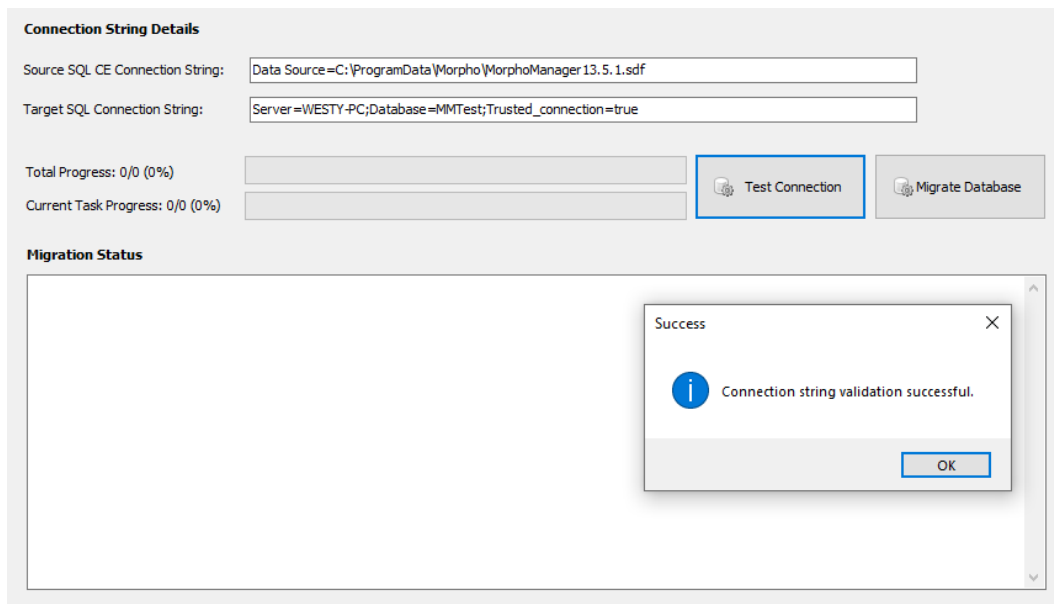 Connection String Details
Source SQL CE Connection String:
Data Source=C:\ProgramData\Morpho\MorphoManager13.5.1.sdf
Target SQL Connection String:
Server=WESTY-PC;Database=MMTest;Trusted_connection=true
Total Progress: 0/0 (0%)
Current Task Progress: 0/0 (0%)
Test Connection
Migrate Database
Migration Status
Success
Connection string validation successful.
OK